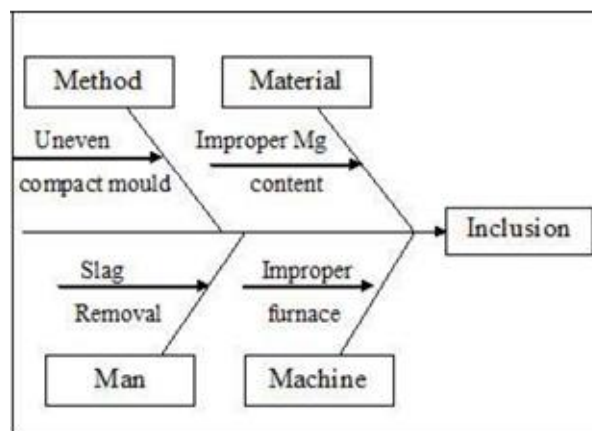 Method
Material
Uneven
compact mould
Improper Mg
content
Inclusion
Slag
Removal
Improper
furnace
Man
Machine